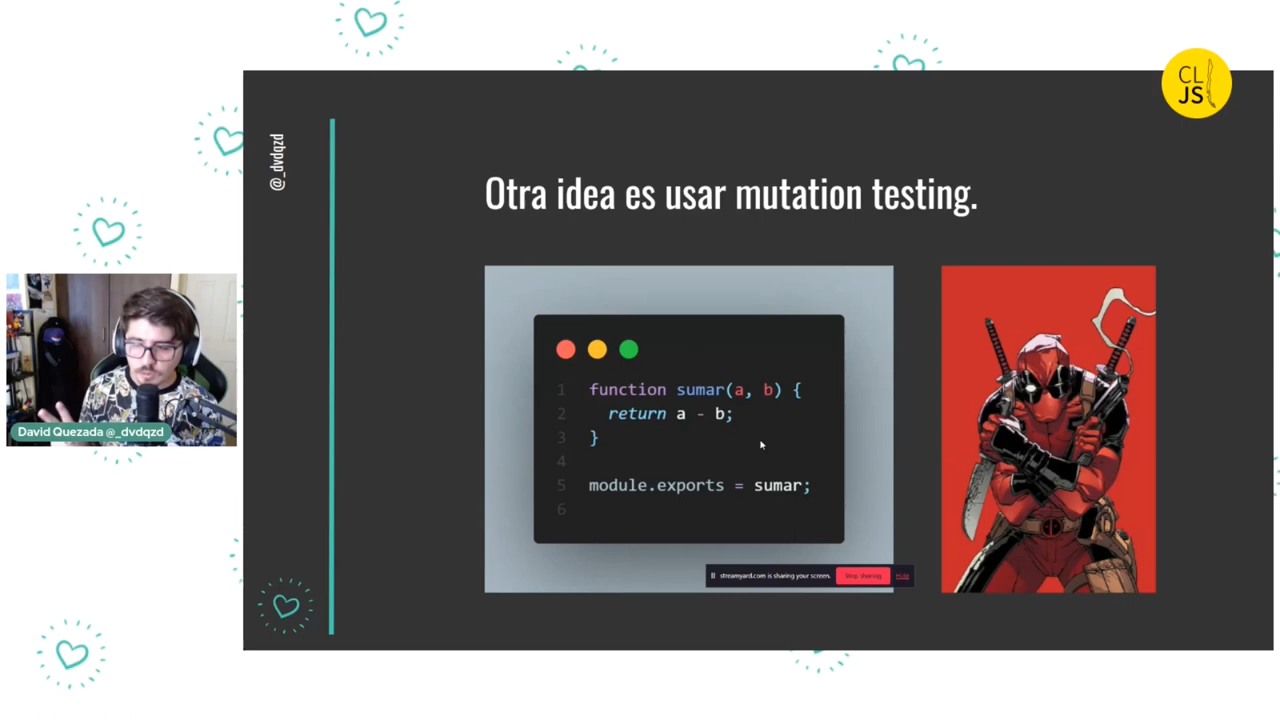 CL
JS
@_dvdqzd
Otra idea es usar mutation testing.
1 function sumar(a, b) {
2 return a - b;
3 }
4
5 module.exports = sumar;
6
David Quezada @_dvdqzd
streamyard.com is sharing your screen. Stop sharing Hide